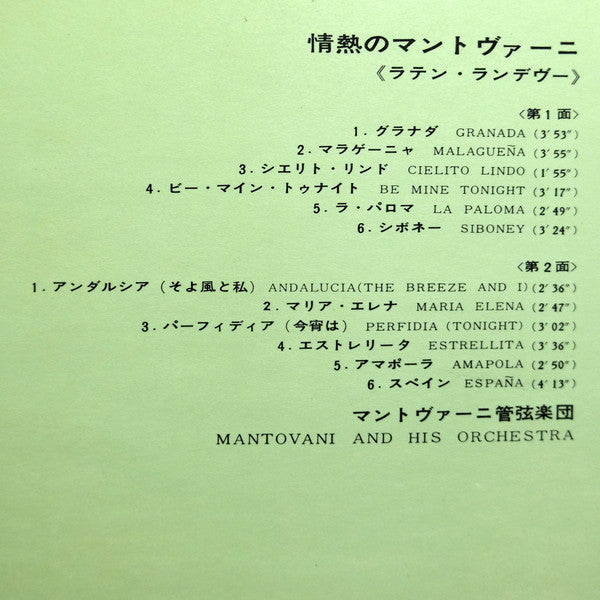 情熱のマントヴァーニ
《ラテン・ランデヴー》
〈第1面〉
1. グラナダ GRANADA (3′53″)
2. マラゲーニャ MALAGUEÑA (3′55″)
3. シエリト・リンド CIELITO LINDO (1′55″)
4. ビー・マイン・トゥナイト BE MINE TONIGHT (3′17″)
5. ラ・パロマ LA PALOMA (2′49″)
6. シボネー SIBONEY (3′24″)
〈第2面〉
1. アンダルシア (そよ風と私) ANDALUCIA(THE BREEZE AND I) (2′36″)
2. マリア・エレナ MARIA ELENA (2′47″)
3. パーフィディア (今宵は) PERFIDIA (TONIGHT) (3′02″)
4. エストレリータ ESTRELLITA (3′36″)
5. アマポーラ AMAPOLA (2′50″)
6. スペイン ESPAÑA (4′13″)
マントヴァーニ管弦楽団
MANTOVANI AND HIS ORCHESTRA